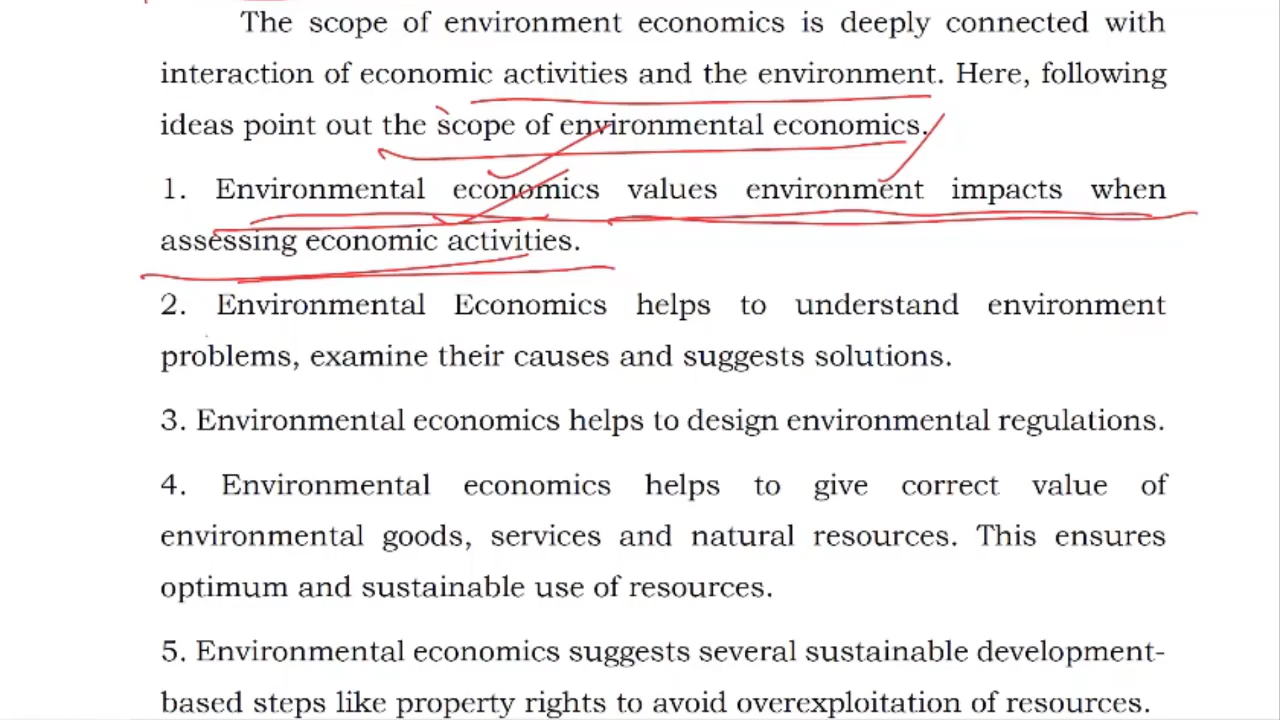 The scope of environment economics is deeply connected with
interaction of economic activities and the environment. Here, following
ideas point out the scope of environmental economics.
1. Environmental economics values environment impacts when
assessing economic activities.
2. Environmental Economics helps to understand environment
problems, examine their causes and suggests solutions.
3. Environmental economics helps to design environmental regulations.
4. Environmental economics helps to give correct value of
environmental goods, services and natural resources. This ensures
optimum and sustainable use of resources.
5. Environmental economics suggests several sustainable development-
based steps like property rights to avoid overexploitation of resources.